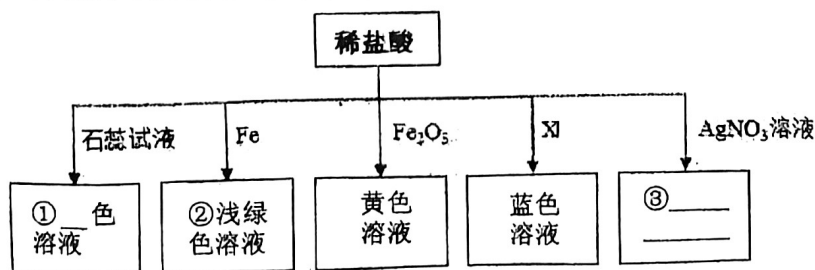 稀盐酸
石蕊试液
Fe
Fe₂O₃
X
AgNO₃溶液
①__色
溶液
②浅绿
色溶液
黄色
溶液
蓝色
溶液
③____
______